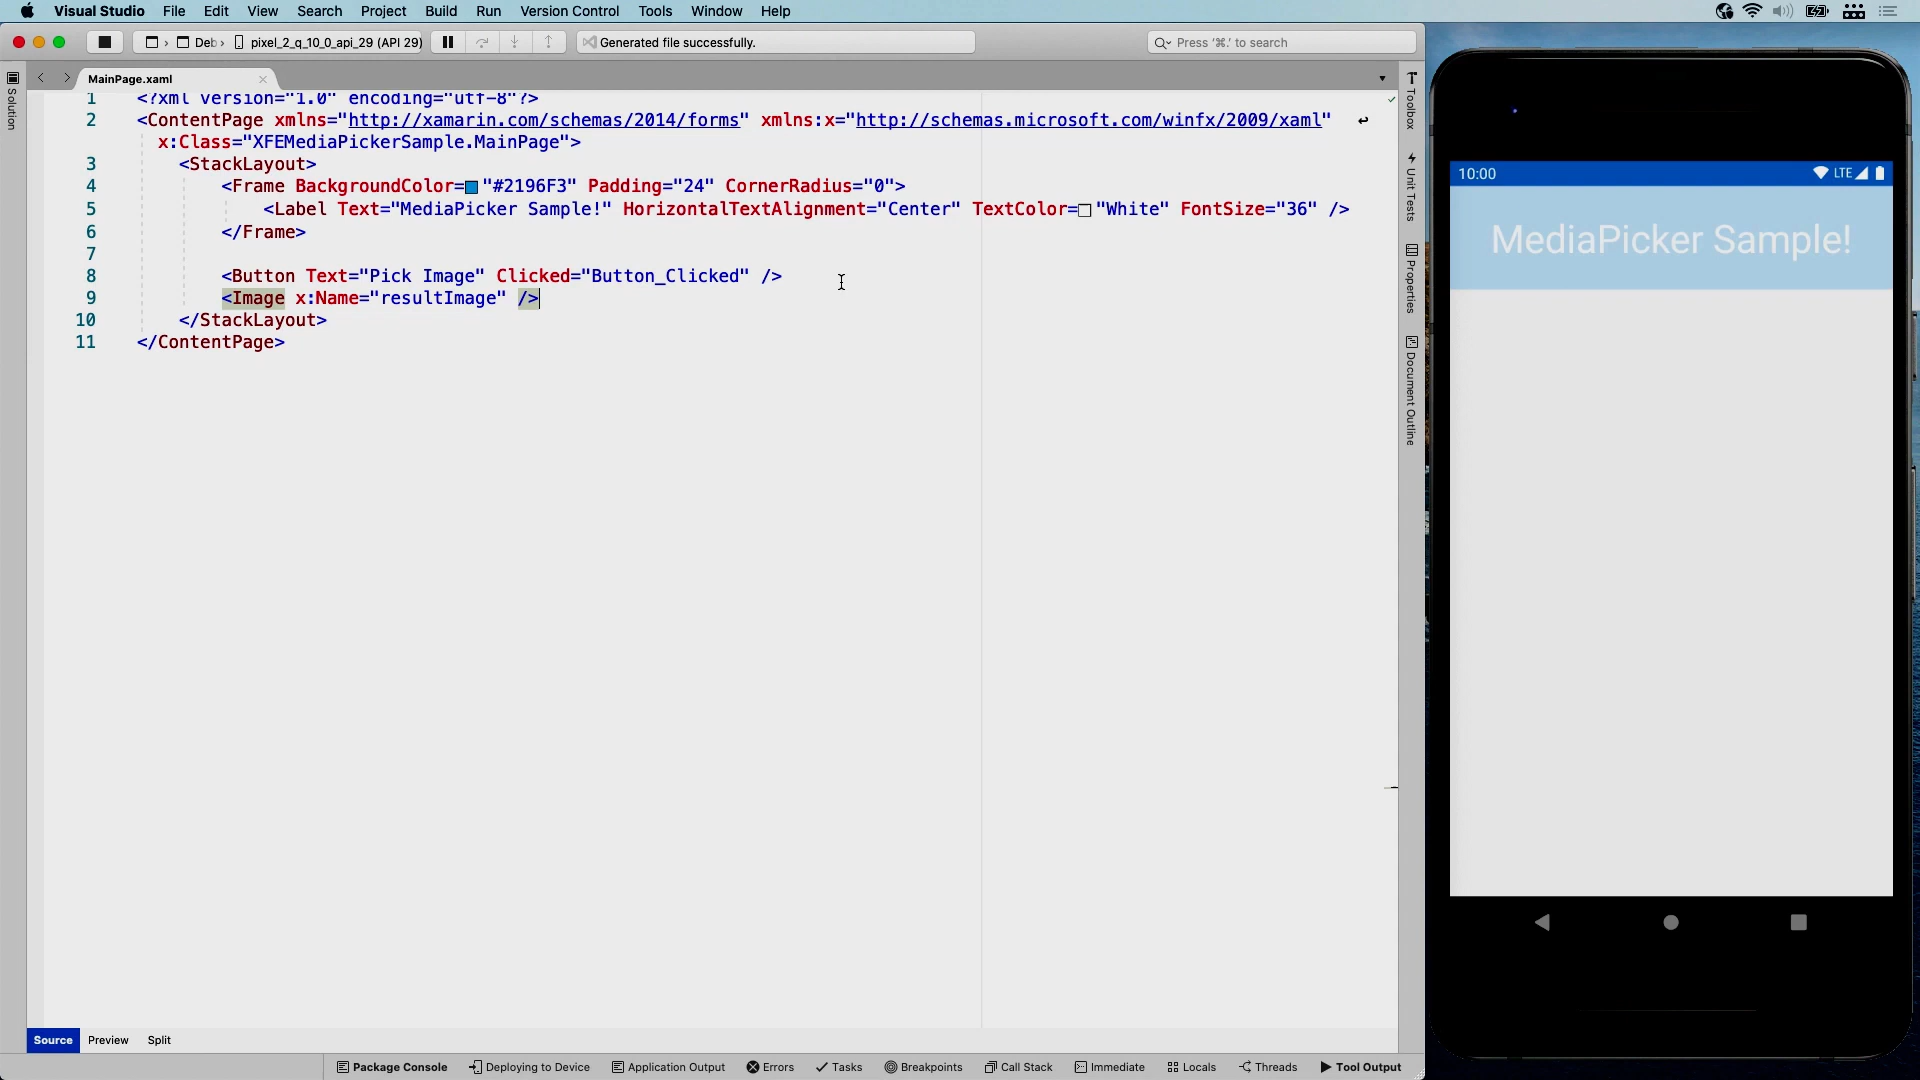 Visual Studio File Edit View Search Project Build Run Version Control Tools Window Help
Deb pixel_2_q_10_0_api_29 (API 29) Generated file successfully. Press '⌘.' to search
MainPage.xaml
Solution
1 <?xml version="1.0" encoding="utf-8"?>
2 <ContentPage xmlns="http://xamarin.com/schemas/2014/forms" xmlns:x="http://schemas.microsoft.com/winfx/2009/xaml"
x:Class="XFEMediaPickerSample.MainPage">
3 <StackLayout>
4 <Frame BackgroundColor="#2196F3" Padding="24" CornerRadius="0">
5 <Label Text="MediaPicker Sample!" HorizontalTextAlignment="Center" TextColor="White" FontSize="36" />
6 </Frame>
7
8 <Button Text="Pick Image" Clicked="Button_Clicked" />
9 <Image x:Name="resultImage" />
10 </StackLayout>
11 </ContentPage>
Toolbox
Unit Tests
Properties
Document Outline
Source Preview Split
Package Console Deploying to Device Application Output Errors Tasks Breakpoints Call Stack Immediate Locals Threads Tool Output
10:00 LTE
MediaPicker Sample!